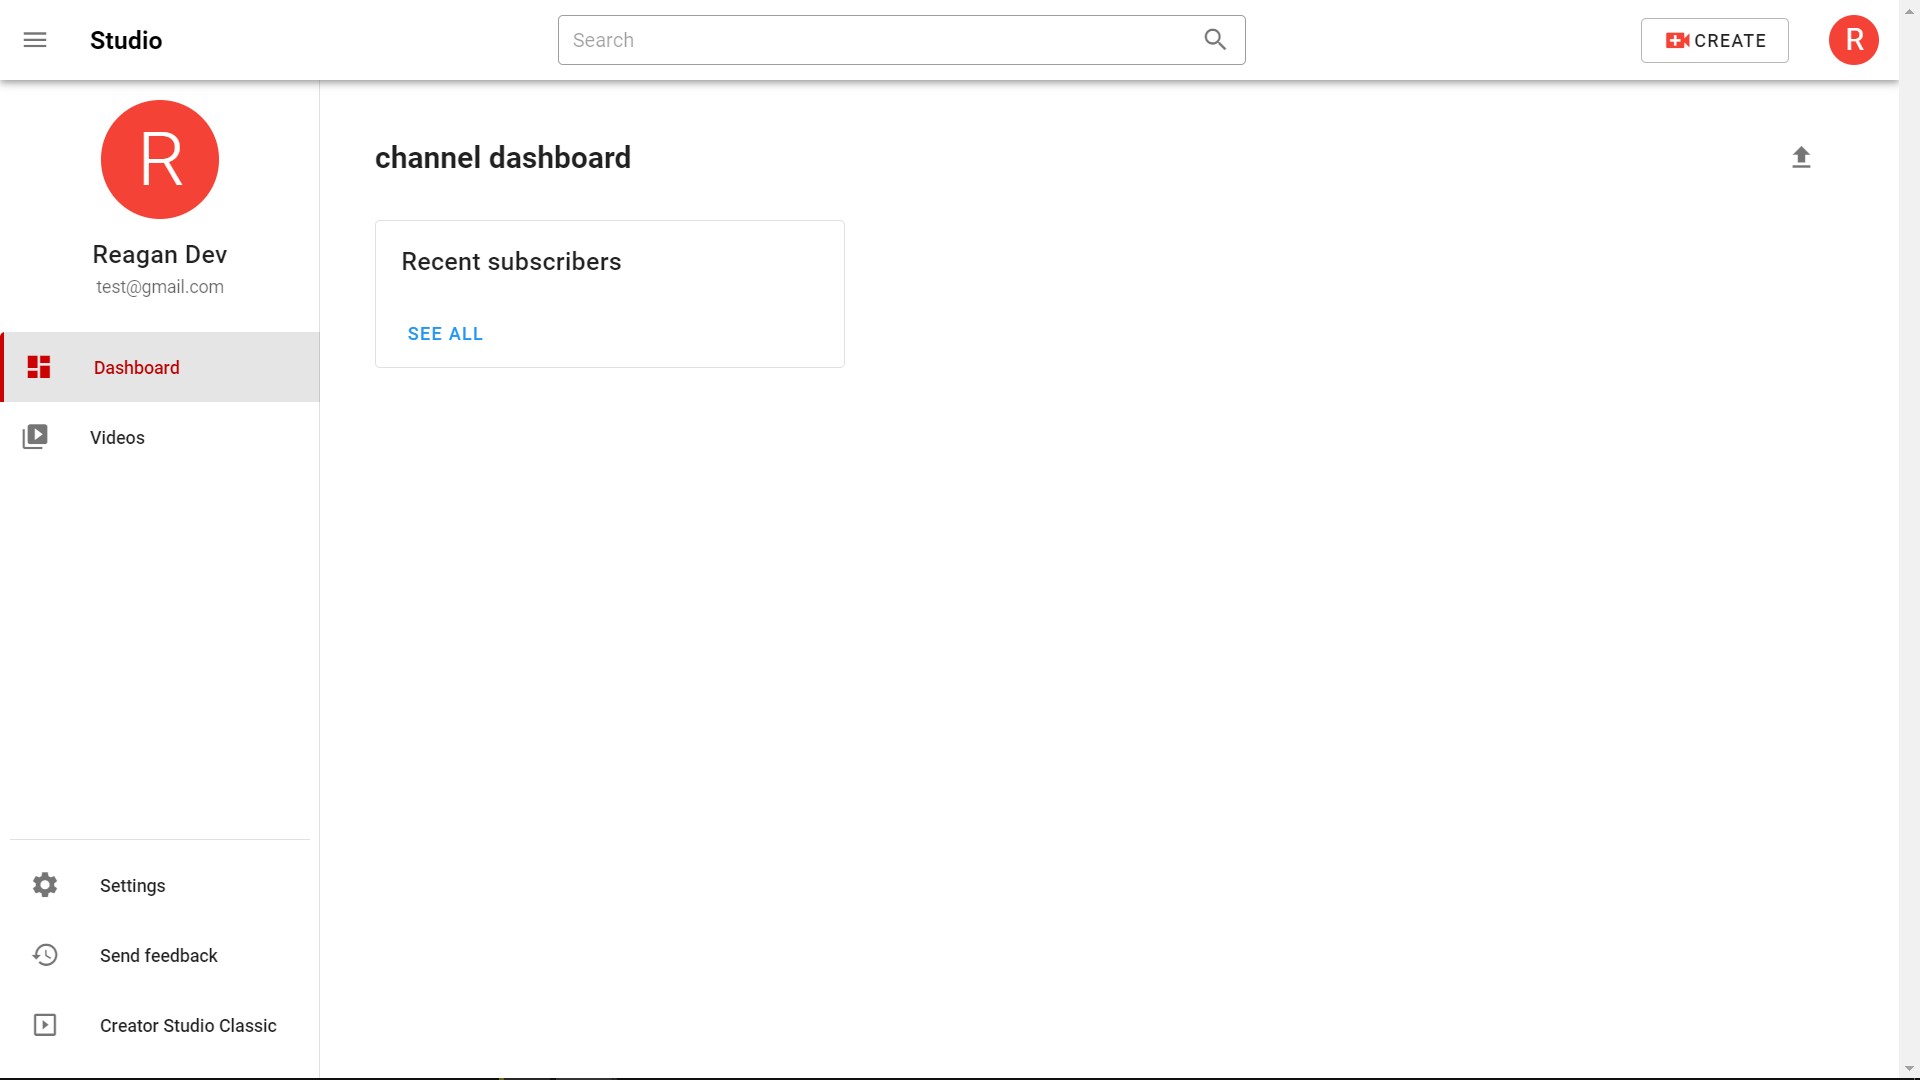 Studio
Search
CREATE
R
R
Reagan Dev
test@gmail.com
Dashboard
Videos
Settings
Send feedback
Creator Studio Classic
channel dashboard
Recent subscribers
SEE ALL